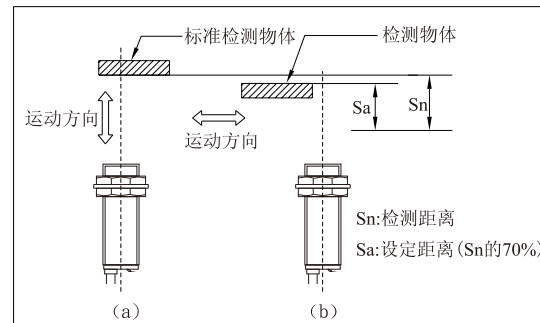 标准检测物体
检测物体
运动方向
运动方向
Sa
Sn
Sn:检测距离
Sa:设定距离(Sn的70%)
(a)
(b)